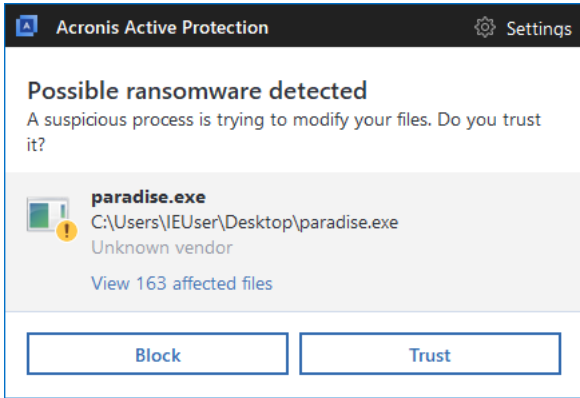 Acronis Active Protection
Settings
Possible ransomware detected
A suspicious process is trying to modify your files. Do you trust
it?
paradise.exe
C:\Users\IEUser\Desktop\paradise.exe
Unknown vendor
View 163 affected files
Block
Trust